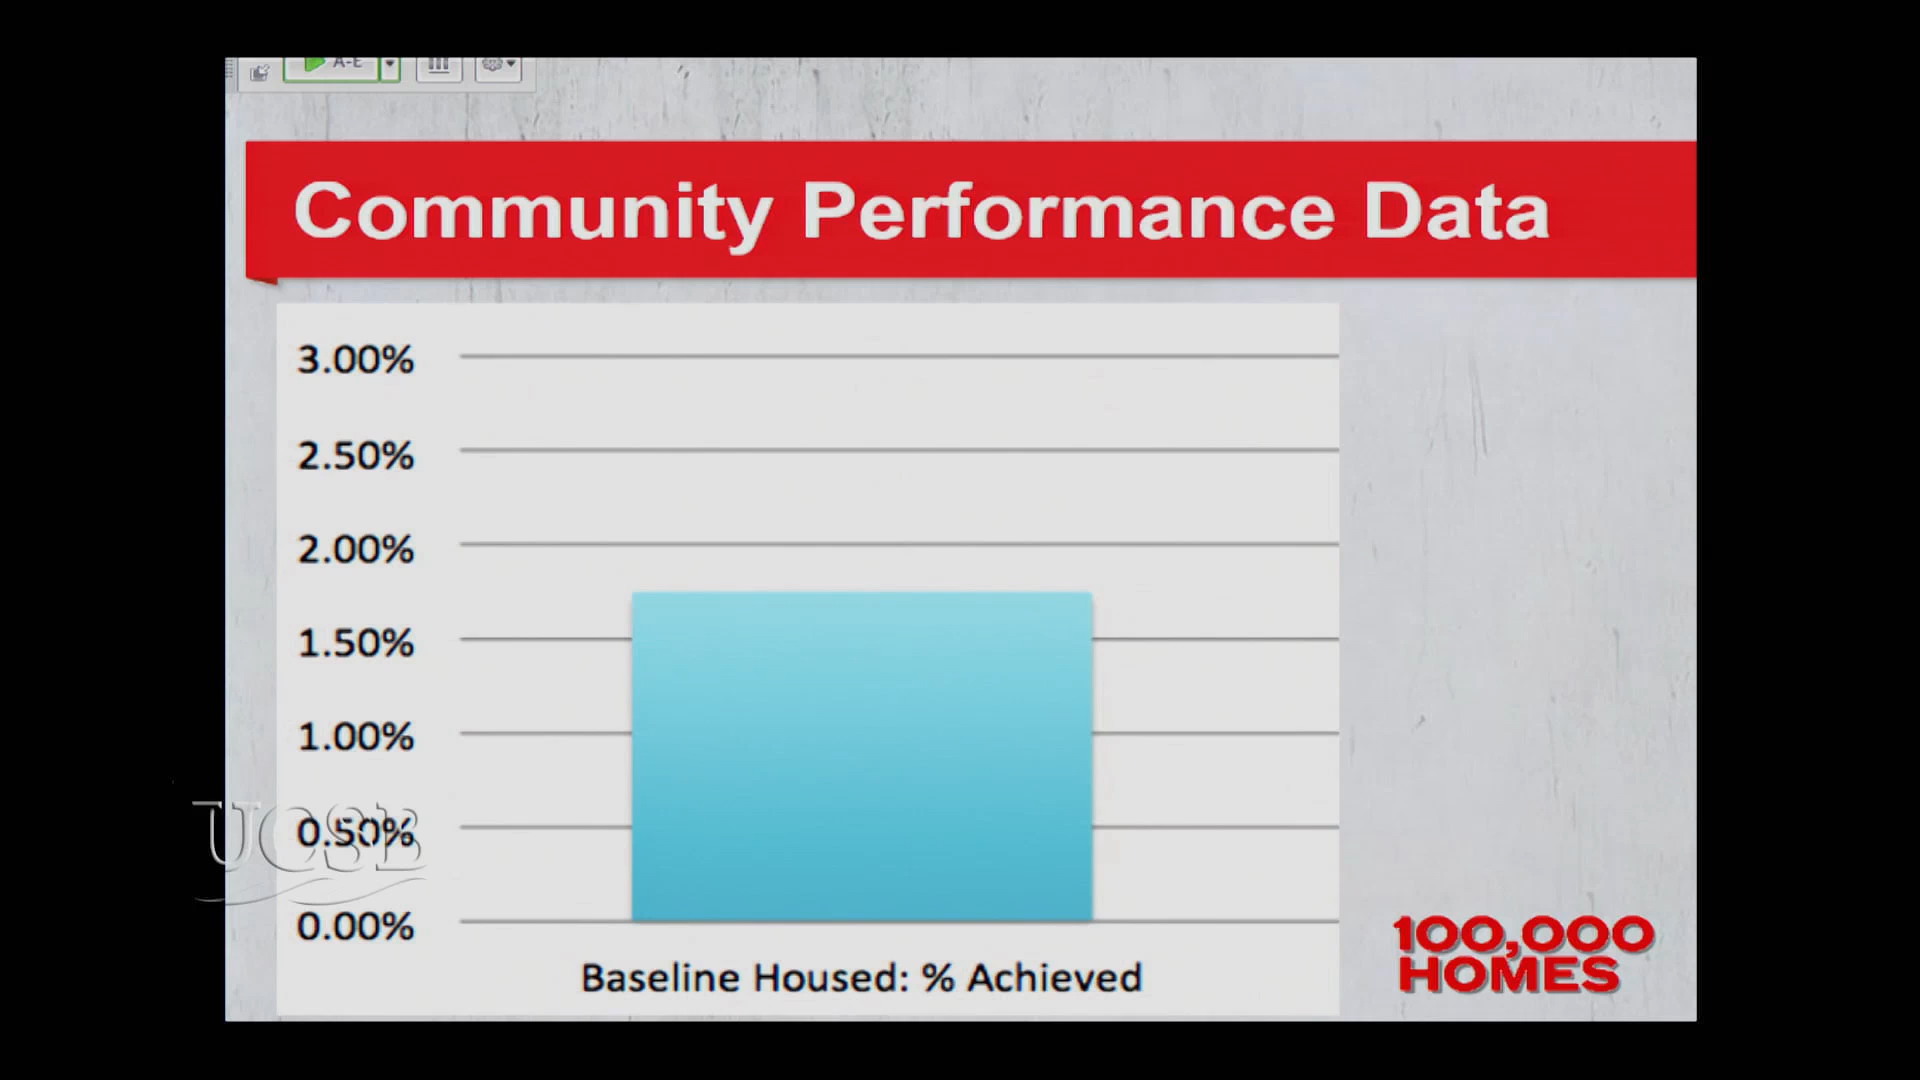 A-E
Community Performance Data
3.00%
2.50%
2.00%
1.50%
1.00%
0.50%
UCSB
0.00%
Baseline Housed: % Achieved
100,000
HOMES